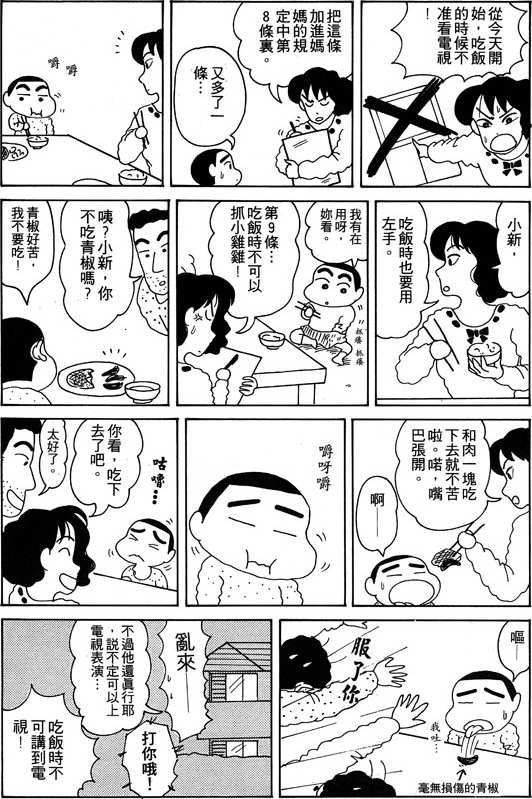 從今天開
始，吃飯
的時候不
准看電視
把這條
加進媽
媽的規
定中第
8條裏。
又多了一
條…
嚼
嚼
小新，
吃飯時也要用
左手。
我有在
用呀，
妳看。
抓癢
抓癢
第9條…
吃飯時不可以
抓小雞雞！
咦？小新，你
不吃青椒嗎？
青椒好苦，
我不要吃！
和肉一塊吃
下去就不苦
啦。喏，嘴
巴張開。
啊──
嚼呀嚼
咕嚕…
你看，吃下
去了吧。
太好了。
嘔──
我吐…
毫無損傷的青椒
服了你
亂來
不過他還真行耶
，説不定可以上
電視表演…
打你哦！
吃飯時不
可講到電
視！